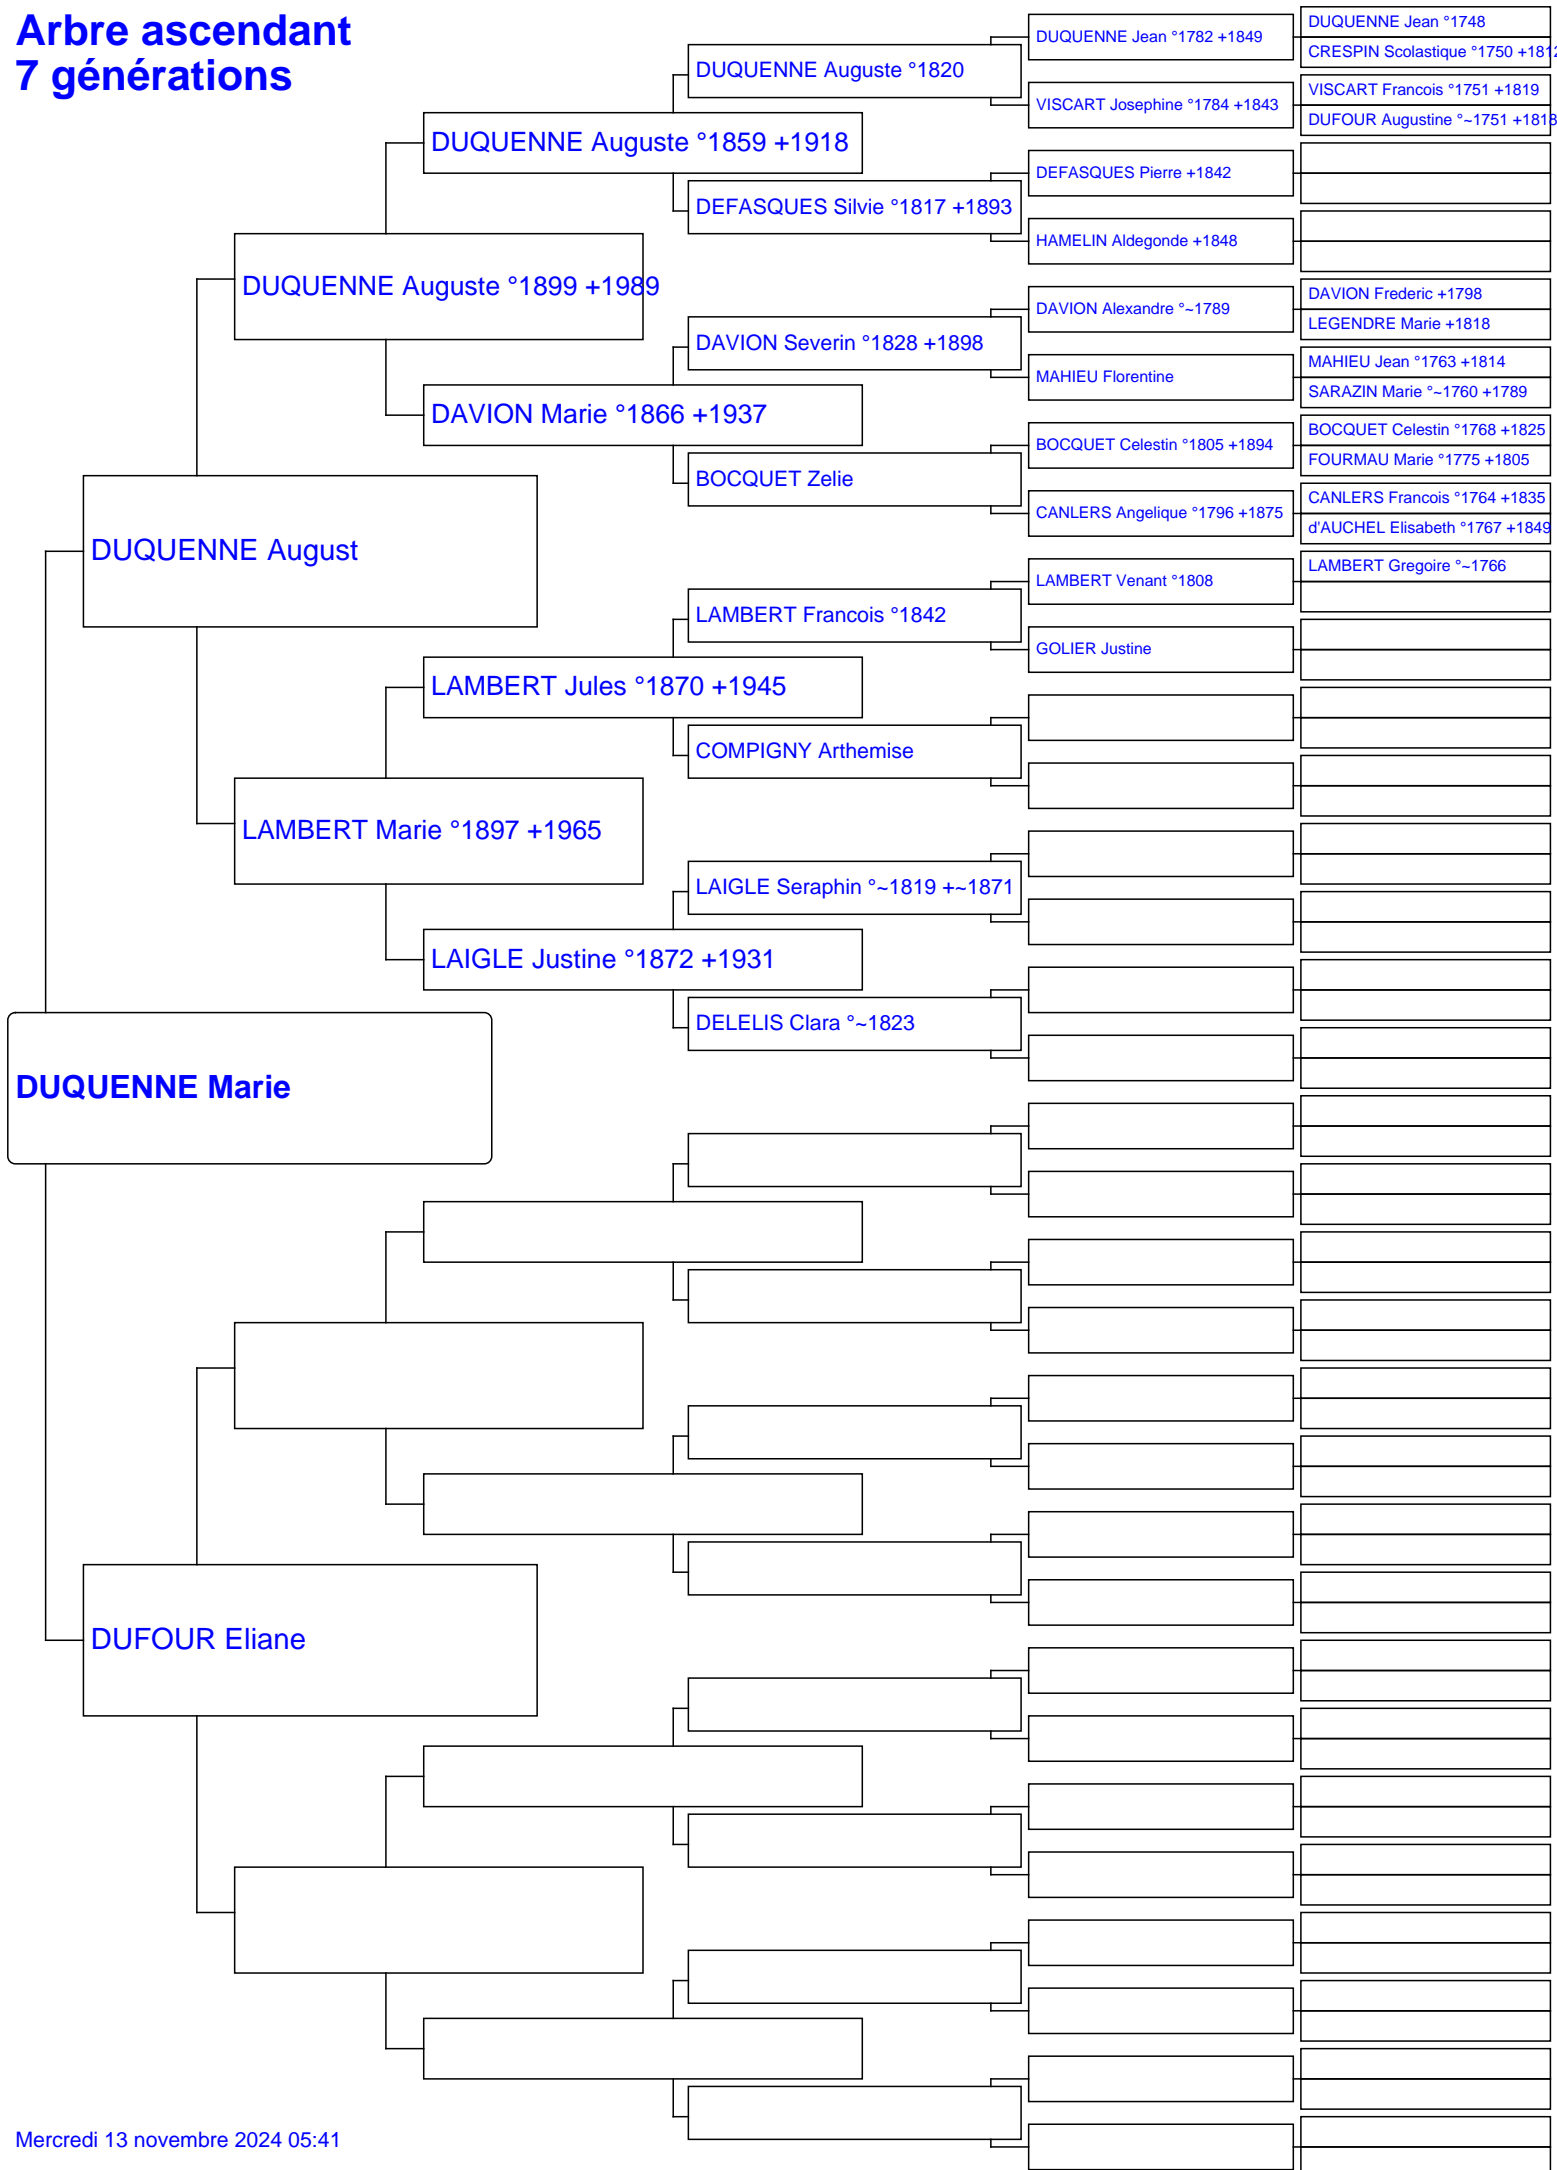 Arbre ascendant
7 générations
DUQUENNE Marie
DUQUENNE August
DUFOUR Eliane
DUQUENNE Auguste °1899 +1989
LAMBERT Marie °1897 +1965
DUQUENNE Auguste °1859 +1918
DAVION Marie °1866 +1937
LAMBERT Jules °1870 +1945
LAIGLE Justine °1872 +1931
DUQUENNE Auguste °1820
DEFASQUES Silvie °1817 +1893
DAVION Severin °1828 +1898
BOCQUET Zelie
LAMBERT Francois °1842
COMPIGNY Arthemise
LAIGLE Seraphin °~1819 +~1871
DELELIS Clara °~1823
DUQUENNE Jean °1782 +1849
VISCART Josephine °1784 +1843
DEFASQUES Pierre +1842
HAMELIN Aldegonde +1848
DAVION Alexandre °~1789
MAHIEU Florentine
BOCQUET Celestin °1805 +1894
CANLERS Angelique °1796 +1875
LAMBERT Venant °1808
GOLIER Justine
DUQUENNE Jean °1748
CRESPIN Scolastique °1750 +1812
VISCART Francois °1751 +1819
DUFOUR Augustine °~1751 +1818
DAVION Frederic +1798
LEGENDRE Marie +1818
MAHIEU Jean °1763 +1814
SARAZIN Marie °~1760 +1789
BOCQUET Celestin °1768 +1825
FOURMAU Marie °1775 +1805
CANLERS Francois °1764 +1835
d'AUCHEL Elisabeth °1767 +1849
LAMBERT Gregoire °~1766
Mercredi 13 novembre 2024 05:41